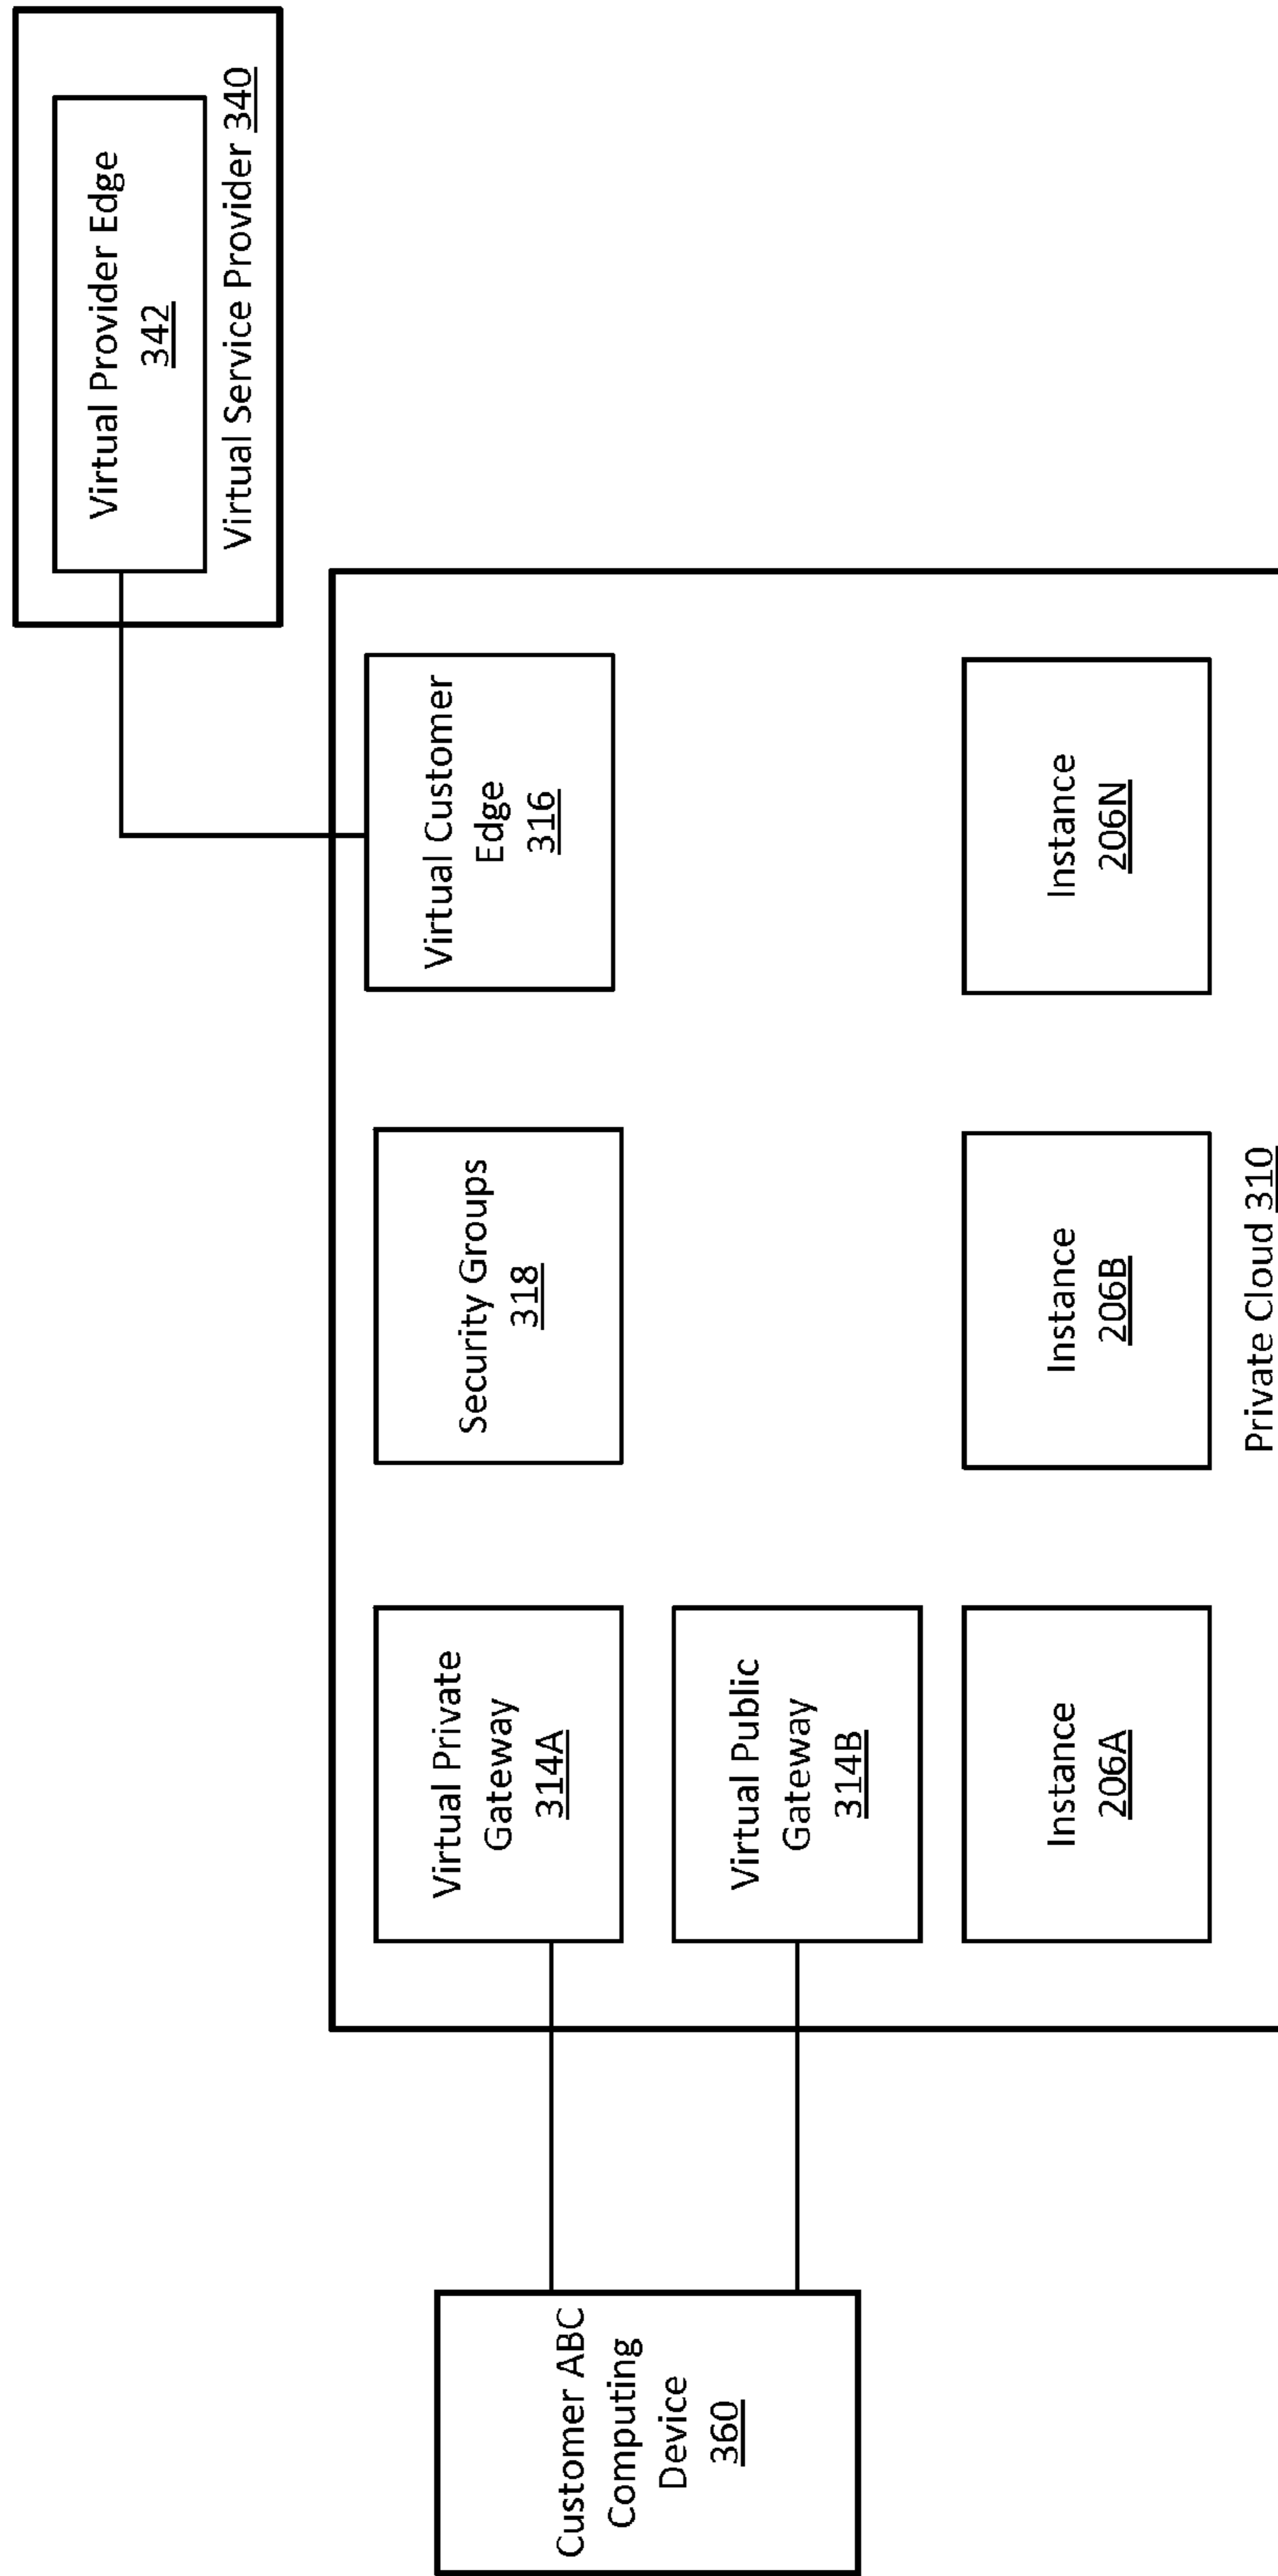 Virtual Provider Edge
342
Virtual Service Provider 340
Virtual Private
Gateway
314A
Security Groups
318
Virtual Customer
Edge
316
Customer ABC
Computing
Device
360
Virtual Public
Gateway
314B
Instance
206A
Instance
206B
Instance
206N
Private Cloud 310